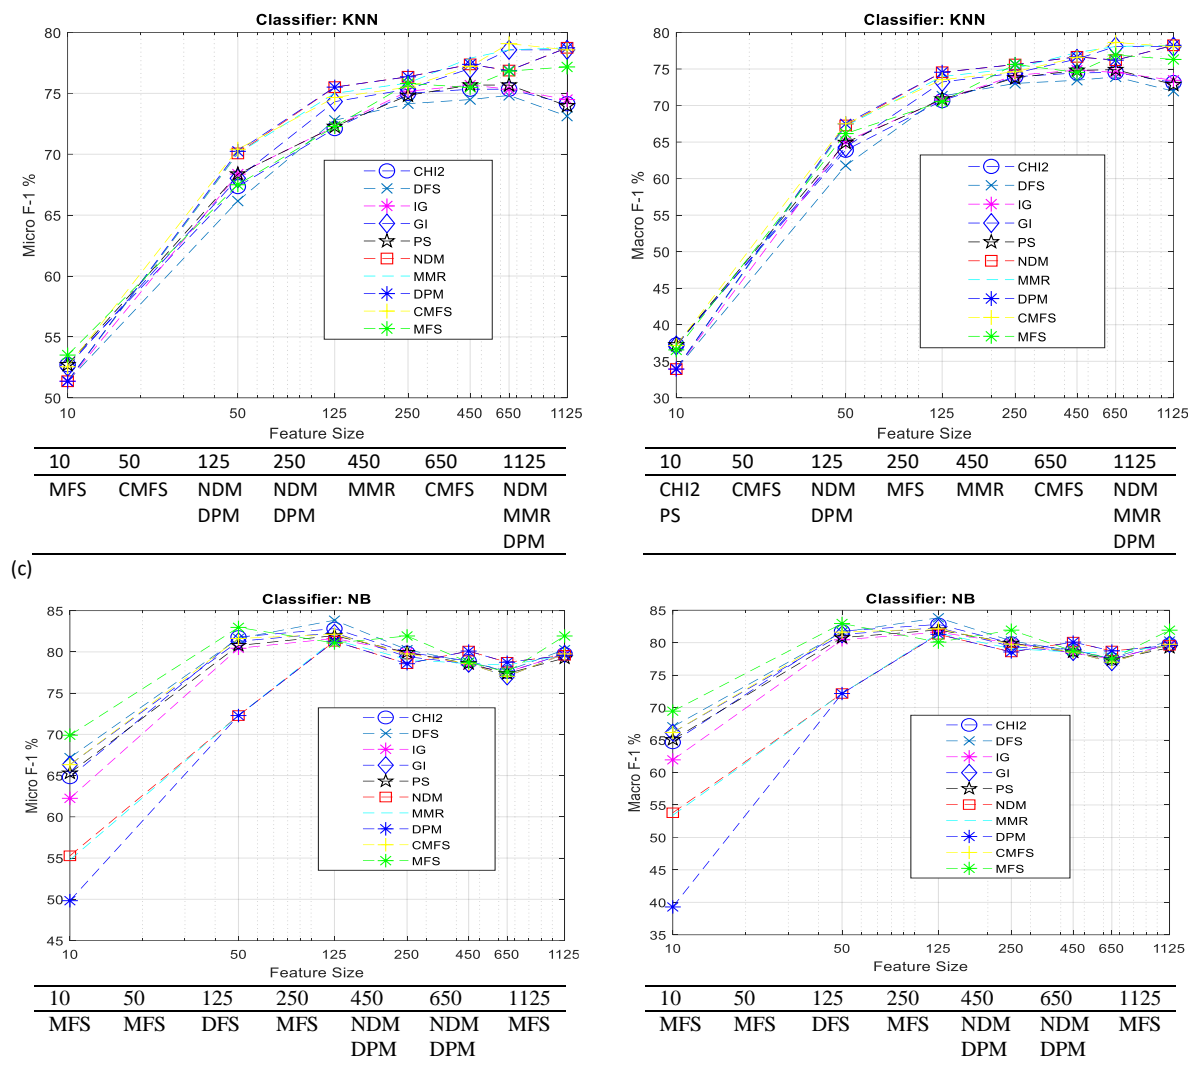 Classifier: KNN
80
75
70
65
60
55
50
Micro F-1 %
CHI2
DFS
IG
GI
PS
NDM
MMR
DPM
CMFS
MFS
10 50 125 250 450 650 1125
Feature Size
10 50 125 250 450 650 1125
MFS CMFS NDM NDM MMR CMFS NDM
DPM DPM MMR
DPM
Classifier: KNN
80
75
70
65
60
55
50
45
40
35
30
Macro F-1 %
CHI2
DFS
IG
GI
PS
NDM
MMR
DPM
CMFS
MFS
10 50 125 250 450 650 1125
Feature Size
10 50 125 250 450 650 1125
CHI2 CMFS NDM MFS MMR CMFS NDM
PS DPM MMR
DPM
(c)
Classifier: NB
85
80
75
70
65
60
55
50
45
Micro F-1 %
CHI2
DFS
IG
GI
PS
NDM
MMR
DPM
CMFS
MFS
10 50 125 250 450 650 1125
Feature Size
10 50 125 250 450 650 1125
MFS MFS DFS MFS NDM NDM MFS
DPM DPM
Classifier: NB
85
80
75
70
65
60
55
50
45
40
35
Macro F-1 %
CHI2
DFS
IG
GI
PS
NDM
MMR
DPM
CMFS
MFS
10 50 125 250 450 650 1125
Feature Size
10 50 125 250 450 650 1125
MFS MFS DFS MFS NDM NDM MFS
DPM DPM